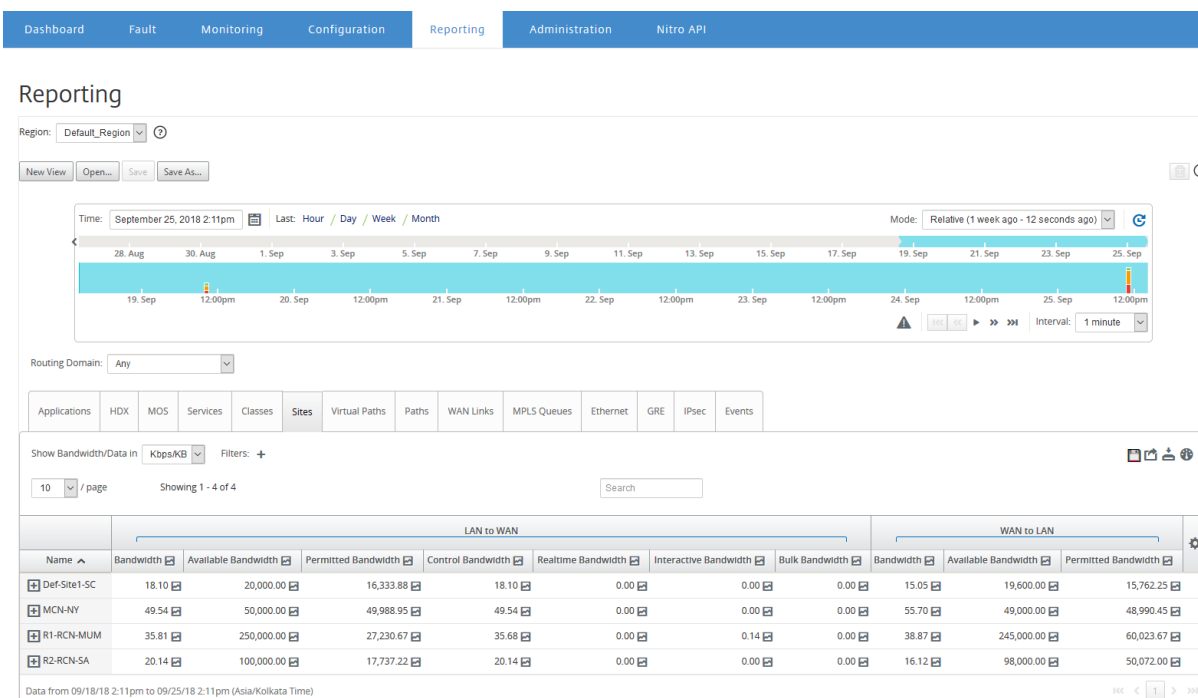 Dashboard Fault Monitoring Configuration Reporting Administration Nitro API
Reporting
Region: Default_Region ?
New View Open... Save Save As...
Time: September 25, 2018 2:11pm Last: Hour / Day / Week / Month Mode: Relative (1 week ago - 12 seconds ago)
28. Aug 30. Aug 1. Sep 3. Sep 5. Sep 7. Sep 9. Sep 11. Sep 13. Sep 15. Sep 17. Sep 19. Sep 21. Sep 23. Sep 25. Sep
19. Sep 12:00pm 20. Sep 12:00pm 21. Sep 12:00pm 22. Sep 12:00pm 23. Sep 12:00pm 24. Sep 12:00pm 25. Sep 12:00pm
Interval: 1 minute
Routing Domain: Any
Applications HDX MOS Services Classes Sites Virtual Paths Paths WAN Links MPLS Queues Ethernet GRE IPsec Events
Show Bandwidth/Data in Kbps/KB Filters: +
10 / page Showing 1 - 4 of 4 Search
LAN to WAN WAN to LAN
Name Bandwidth Available Bandwidth Permitted Bandwidth Control Bandwidth Realtime Bandwidth Interactive Bandwidth Bulk Bandwidth Bandwidth Available Bandwidth Permitted Bandwidth
Def-Site1-SC 18.10 20,000.00 16,333.88 18.10 0.00 0.00 0.00 15.05 19,600.00 15,762.25
MCN-NY 49.54 50,000.00 49,988.95 49.54 0.00 0.00 0.00 55.70 49,000.00 48,990.45
R1-RCN-MUM 35.81 250,000.00 27,230.67 35.68 0.00 0.14 0.00 38.87 245,000.00 60,023.67
R2-RCN-SA 20.14 100,000.00 17,737.22 20.14 0.00 0.00 0.00 16.12 98,000.00 50,072.00
Data from 09/18/18 2:11pm to 09/25/18 2:11pm (Asia/Kolkata Time) 1